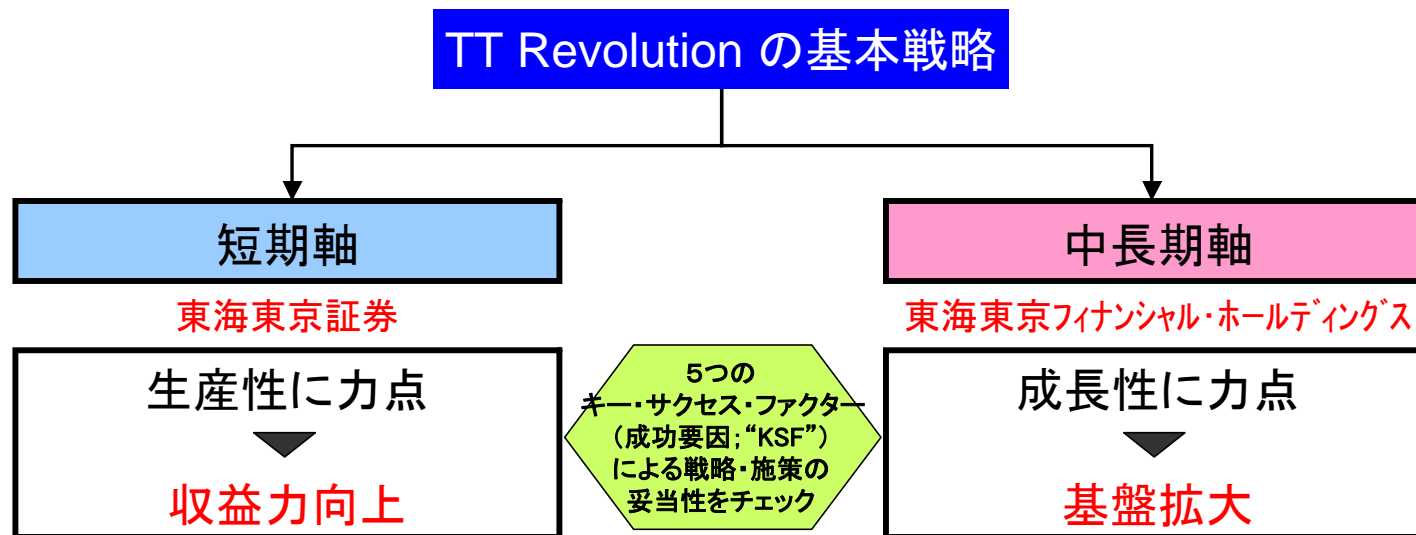 TT Revolution の基本戦略
短期軸
東海東京証券
生産性に力点
収益力向上
5つの
キー・サクセス・ファクター
(成功要因;“KSF”)
による戦略・施策の
妥当性をチェック
中長期軸
東海東京フィナンシャル・ホールディングス
成長性に力点
基盤拡大